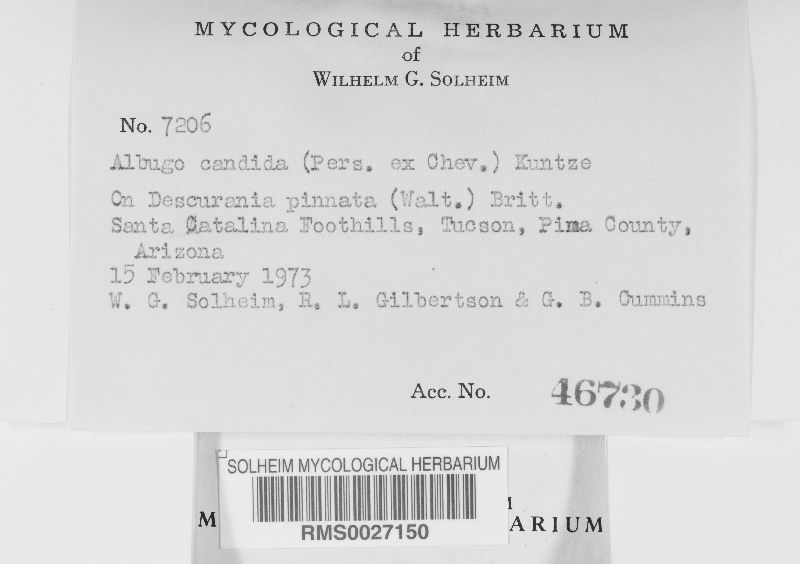 MYCOLOGICAL HERBARIUM
of
WILHELM G. SOLHEIM
No. 7206
Albugo candida (Pers. ex Chev.) Kuntze
On Descurania pinnata (Walt.) Britt.
Santa Catalina Foothills, Tucson, Pima County,
Arizona
15 February 1973
W. G. Solheim, R. L. Gilbertson & G. B. Cummins
Acc. No. 46730
SOLHEIM MYCOLOGICAL HERBARIUM
RMS0027150
M
ARIUM